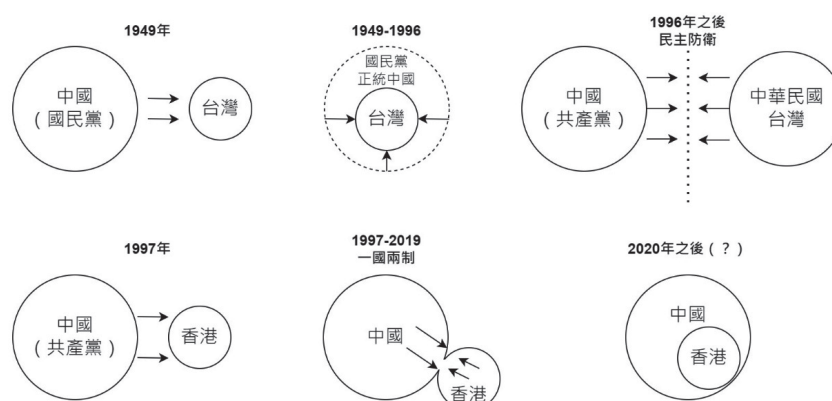 1949年
中國
（國民黨）
台灣
1949-1996
國民黨
正統中國
台灣
1996年之後
民主防衛
中國
（共產黨）
中華民國
台灣
1997年
中國
（共產黨）
香港
1997-2019
一國兩制
中國
香港
2020年之後（？）
中國
香港